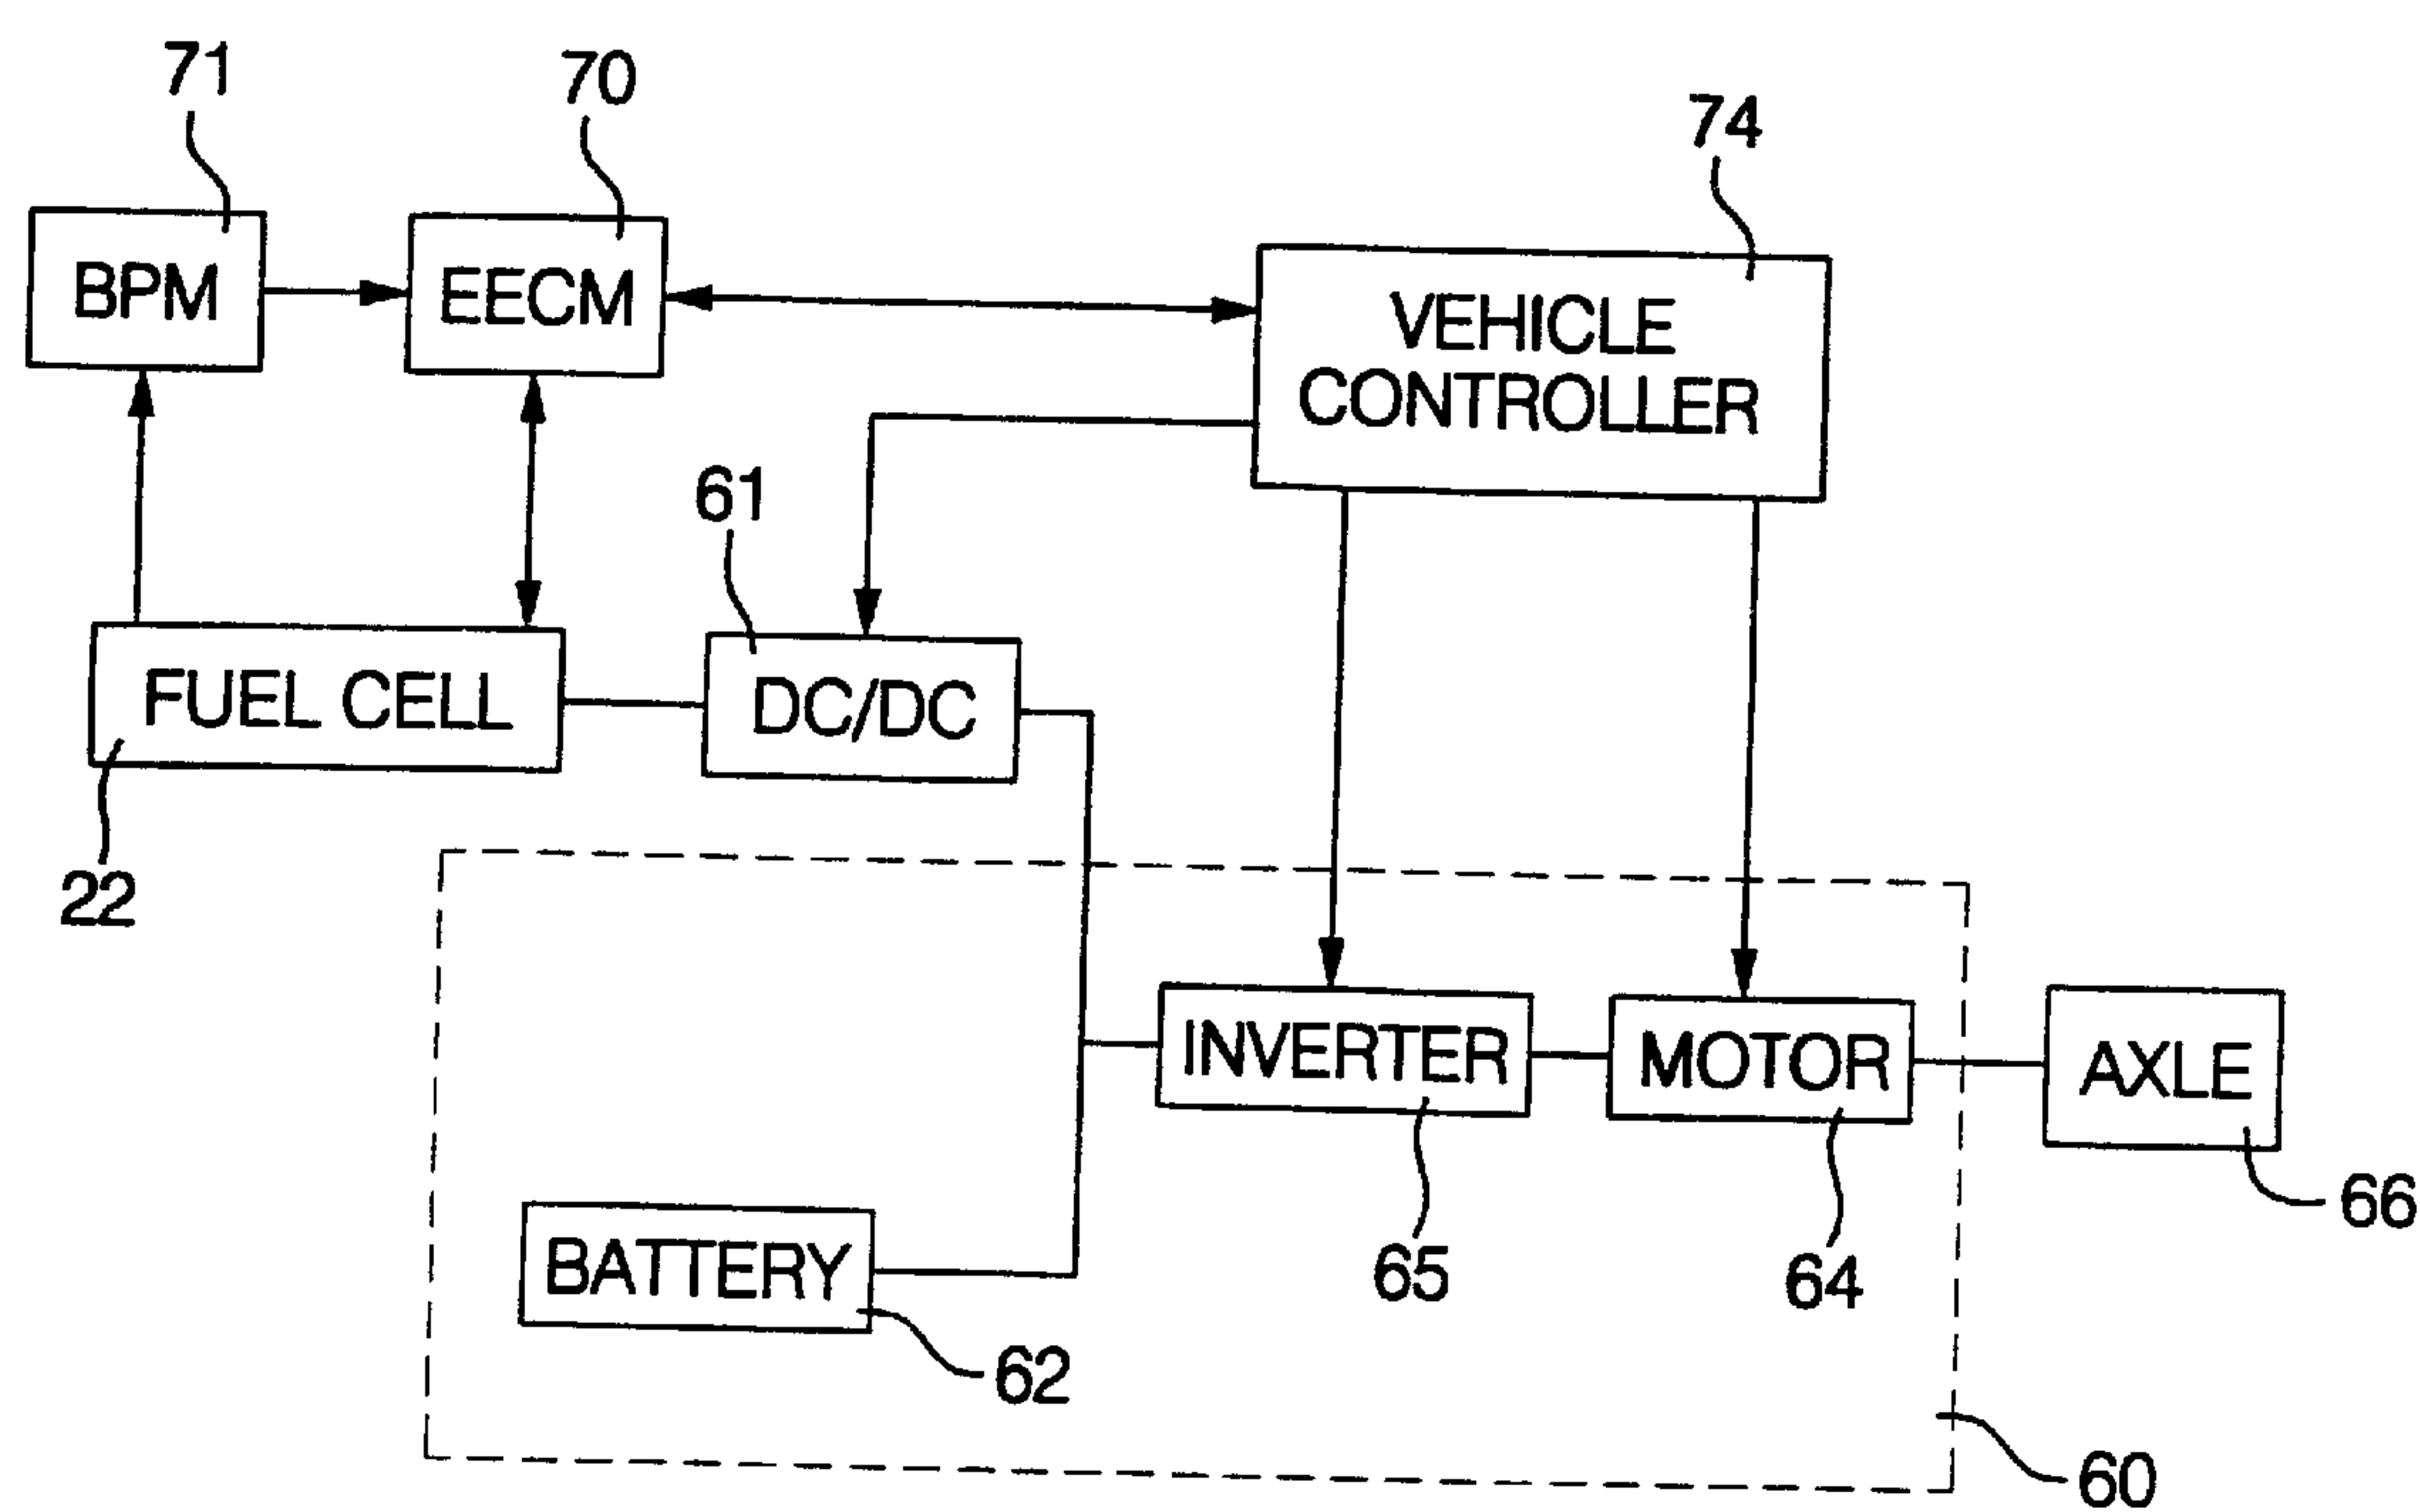 71
70
74
BPM
EECM
VEHICLE
CONTROLLER
61
FUEL CELL
DC/DC
22
INVERTER
MOTOR
AXLE
66
65
64
BATTERY
62
60